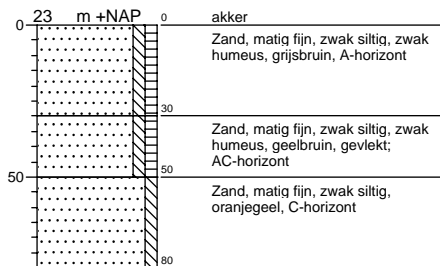 0 23 m +NAP 0 akker
Zand, matig fijn, zwak siltig, zwak
humeus, grijsbruin, A-horizont
30
Zand, matig fijn, zwak siltig, zwak
humeus, geelbruin, gevlekt;
AC-horizont
50 50
Zand, matig fijn, zwak siltig,
oranjegeel, C-horizont
80